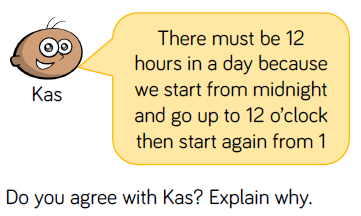 There must be 12
hours in a day because
we start from midnight
and go up to 12 o’clock
then start again from 1
Kas
Do you agree with Kas? Explain why.